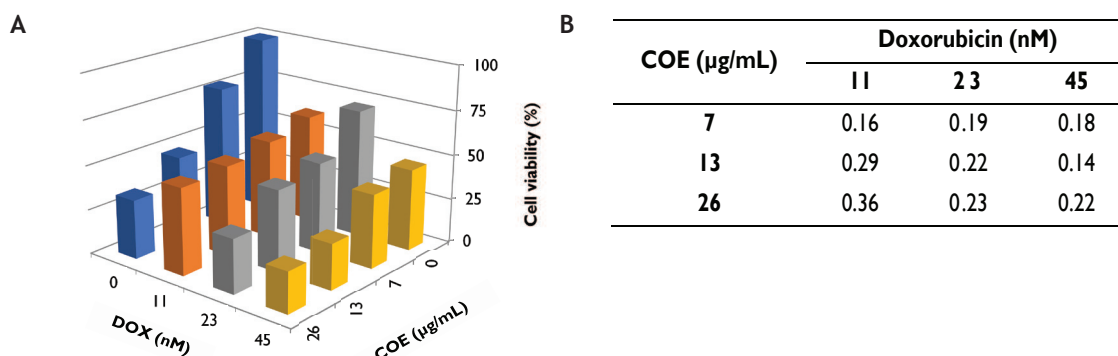 A
100
75
50
25
0
Cell viability (%)
0
11
23
45
DOX (nM)
26
13
7
0
COE (µg/mL)
B
COE (µg/mL) Doxorubicin (nM)
11 2 3 45
7 0.16 0.19 0.18
13 0.29 0.22 0.14
26 0.36 0.23 0.22